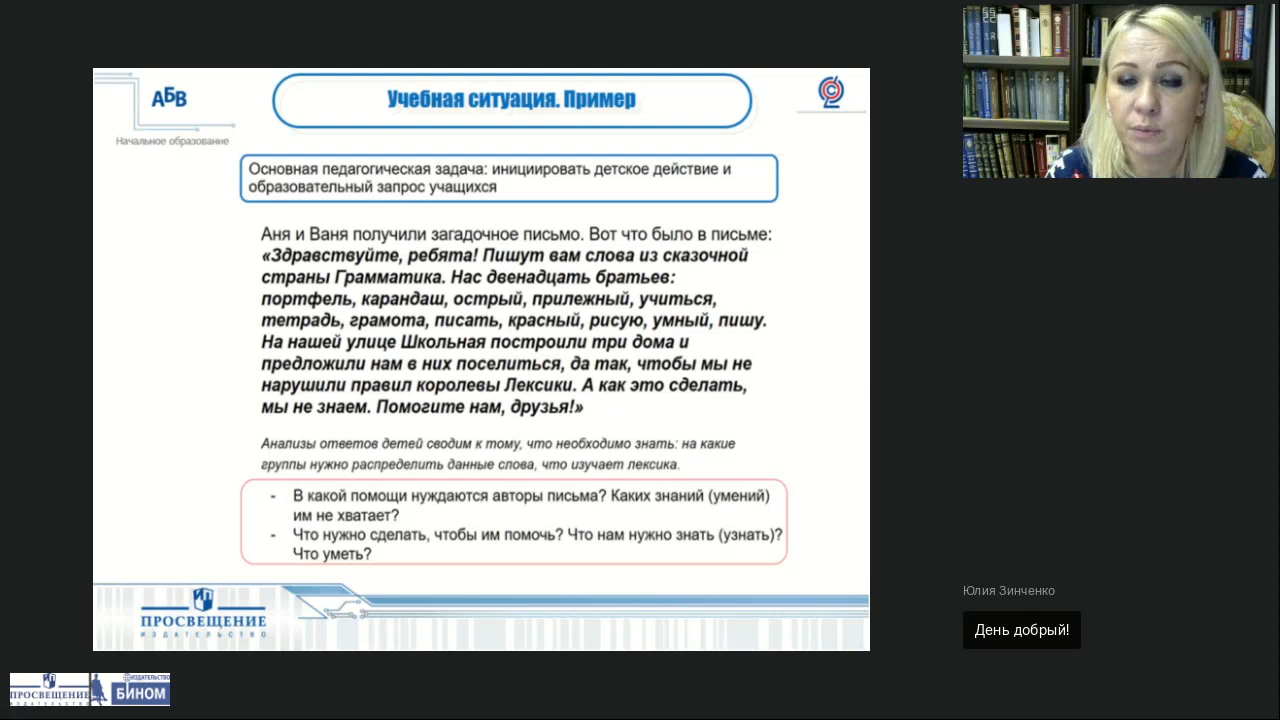 АБВ
Начальное образование
Учебная ситуация. Пример
Основная педагогическая задача: инициировать детское действие и
образовательный запрос учащихся
Аня и Ваня получили загадочное письмо. Вот что было в письме:
«Здравствуйте, ребята! Пишут вам слова из сказочной
страны Грамматика. Нас двенадцать братьев:
портфель, карандаш, острый, прилежный, учиться,
тетрадь, грамота, писать, красный, рисую, умный, пишу.
На нашей улице Школьная построили три дома и
предложили нам в них поселиться, да так, чтобы мы не
нарушили правил королевы Лексики. А как это сделать,
мы не знаем. Помогите нам, друзья!»
Анализы ответов детей сводим к тому, что необходимо знать: на какие
группы нужно распределить данные слова, что изучает лексика.
- В какой помощи нуждаются авторы письма? Каких знаний (умений)
им не хватает?
- Что нужно сделать, чтобы им помочь? Что нам нужно знать (узнать)?
Что уметь?
ПРОСВЕЩЕНИЕ
ИЗДАТЕЛЬСТВО
Юлия Зинченко
День добрый!
ПРОСВЕЩЕНИЕ
ИЗДАТЕЛЬСТВО
ИЗДАТЕЛЬСТВО
БИНОМ